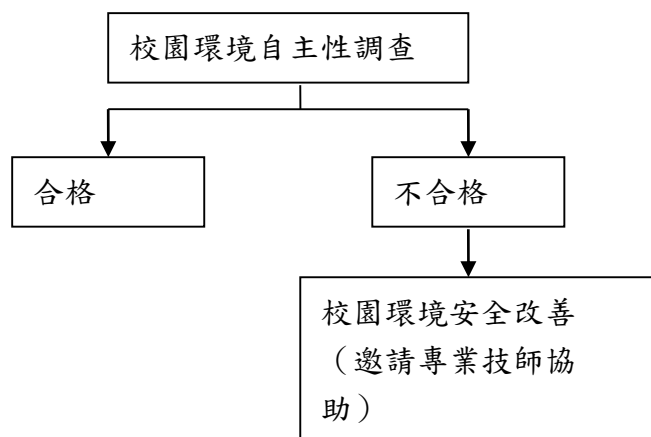 校園環境自主性調查
合格
不合格
校園環境安全改善
（邀請專業技師協
助）